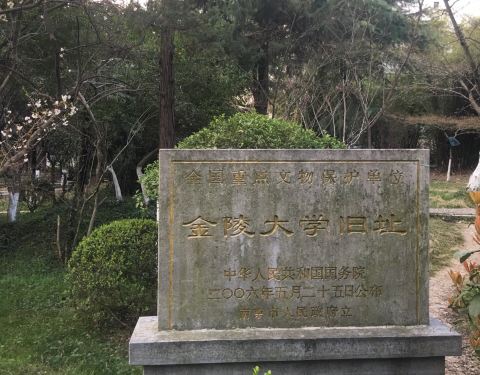 全国重点文物保护单位
金陵大学旧址
中华人民共和国国务院
二〇〇六年五月二十五日公布
南京市人民政府立